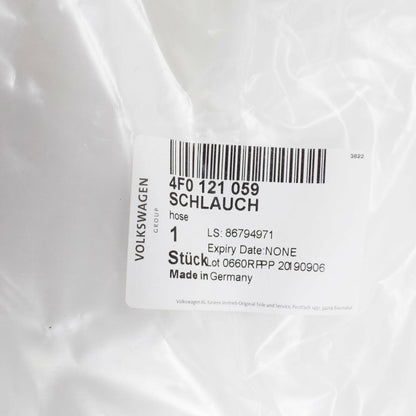 3622
4F0 121 059
SCHLAUCH
hose
1
LS: 86794971
Expiry Date:NONE
Stück
Lot 0660RPPP 20190906
Made in Germany
VOLKSWAGEN
GROUP